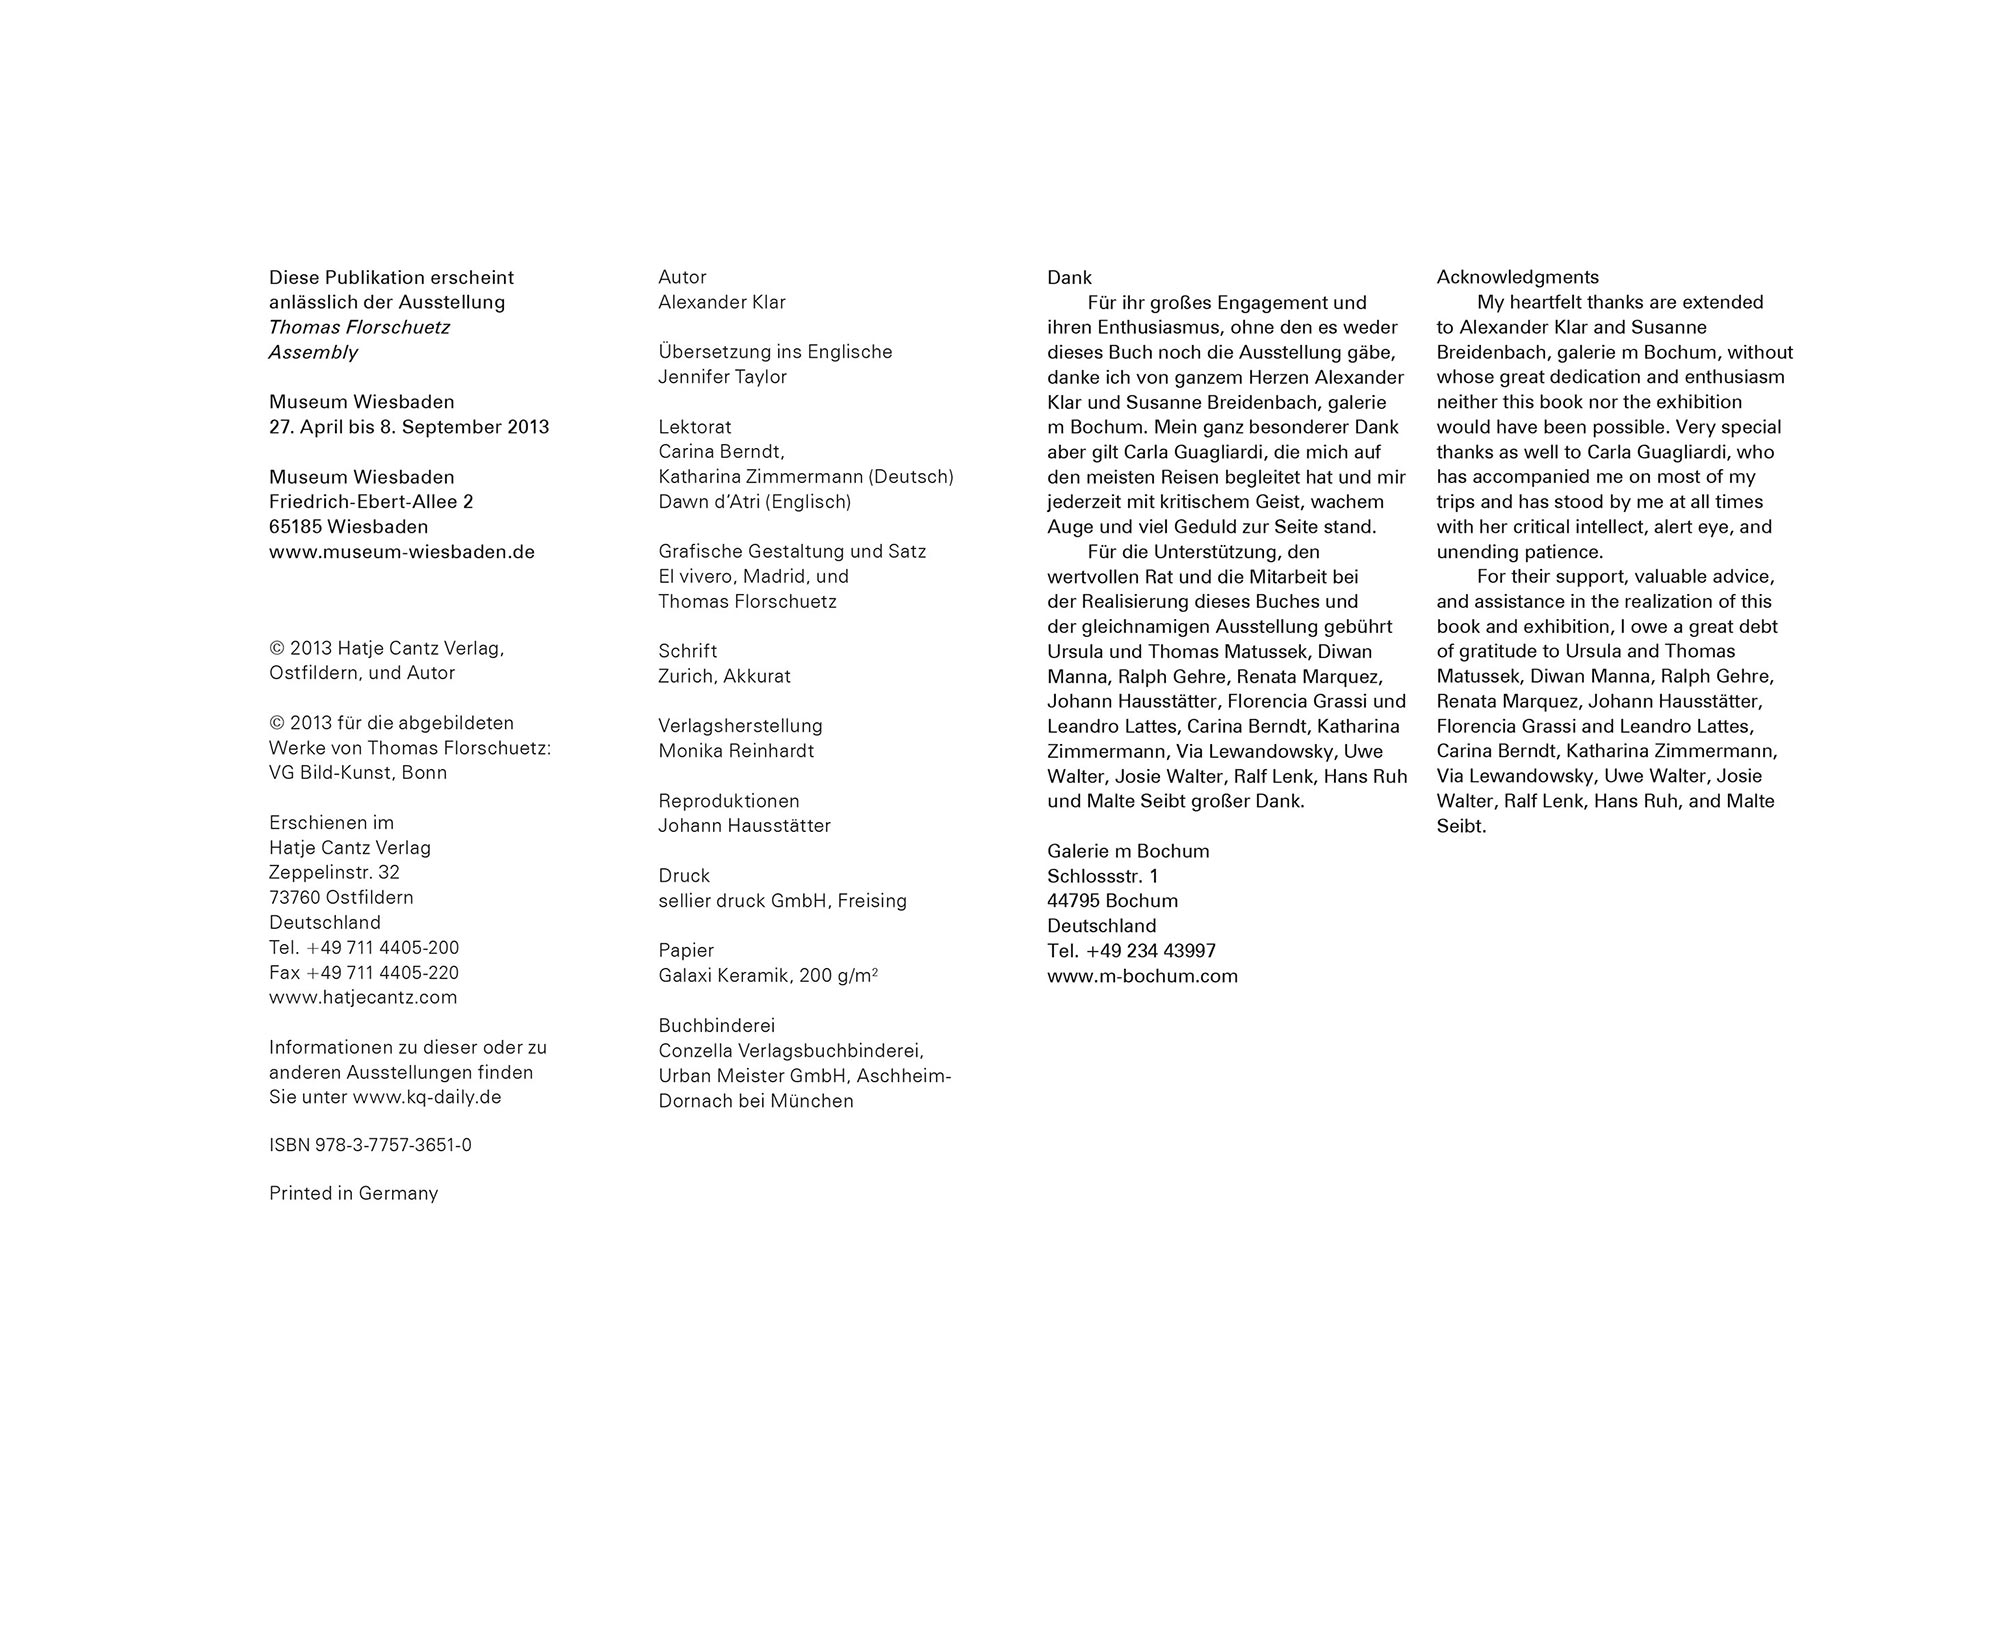 Diese Publikation erscheint
anlässlich der Ausstellung
Thomas Florschuetz
Assembly
Museum Wiesbaden
27. April bis 8. September 2013
Museum Wiesbaden
Friedrich-Ebert-Allee 2
65185 Wiesbaden
www.museum-wiesbaden.de
© 2013 Hatje Cantz Verlag,
Ostfildern, und Autor
© 2013 für die abgebildeten
Werke von Thomas Florschuetz:
VG Bild-Kunst, Bonn
Erschienen im
Hatje Cantz Verlag
Zeppelinstr. 32
73760 Ostfildern
Deutschland
Tel. +49 711 4405-200
Fax +49 711 4405-220
www.hatjecantz.com
Informationen zu dieser oder zu
anderen Ausstellungen finden
Sie unter www.kq-daily.de
ISBN 978-3-7757-3651-0
Printed in Germany
Autor
Alexander Klar
Übersetzung ins Englische
Jennifer Taylor
Lektorat
Carina Berndt,
Katharina Zimmermann (Deutsch)
Dawn d'Atri (Englisch)
Grafische Gestaltung und Satz
El vivero, Madrid, und
Thomas Florschuetz
Schrift
Zurich, Akkurat
Verlagsherstellung
Monika Reinhardt
Reproduktionen
Johann Hausstätter
Druck
sellier druck GmbH, Freising
Papier
Galaxi Keramik, 200 g/m²
Buchbinderei
Conzella Verlagsbuchbinderei,
Urban Meister GmbH, Aschheim-
Dornach bei München
Dank
Für ihr großes Engagement und
ihren Enthusiasmus, ohne den es weder
dieses Buch noch die Ausstellung gäbe,
danke ich von ganzem Herzen Alexander
Klar und Susanne Breidenbach, galerie
m Bochum. Mein ganz besonderer Dank
aber gilt Carla Guagliardi, die mich auf
den meisten Reisen begleitet hat und mir
jederzeit mit kritischem Geist, wachem
Auge und viel Geduld zur Seite stand.
Für die Unterstützung, den
wertvollen Rat und die Mitarbeit bei
der Realisierung dieses Buches und
der gleichnamigen Ausstellung gebührt
Ursula und Thomas Matussek, Diwan
Manna, Ralph Gehre, Renata Marquez,
Johann Hausstätter, Florencia Grassi und
Leandro Lattes, Carina Berndt, Katharina
Zimmermann, Via Lewandowsky, Uwe
Walter, Josie Walter, Ralf Lenk, Hans Ruh
und Malte Seibt großer Dank.
Galerie m Bochum
Schlossstr. 1
44795 Bochum
Deutschland
Tel. +49 234 43997
www.m-bochum.com
Acknowledgments
My heartfelt thanks are extended
to Alexander Klar and Susanne
Breidenbach, galerie m Bochum, without
whose great dedication and enthusiasm
neither this book nor the exhibition
would have been possible. Very special
thanks as well to Carla Guagliardi, who
has accompanied me on most of my
trips and has stood by me at all times
with her critical intellect, alert eye, and
unending patience.
For their support, valuable advice,
and assistance in the realization of this
book and exhibition, I owe a great debt
of gratitude to Ursula and Thomas
Matussek, Diwan Manna, Ralph Gehre,
Renata Marquez, Johann Hausstätter,
Florencia Grassi and Leandro Lattes,
Carina Berndt, Katharina Zimmermann,
Via Lewandowsky, Uwe Walter, Josie
Walter, Ralf Lenk, Hans Ruh, and Malte
Seibt.